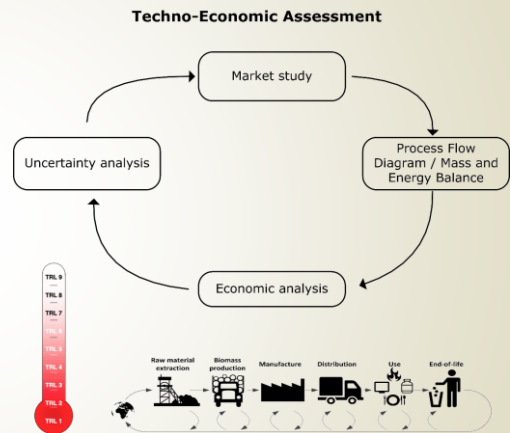 Techno-Economic Assessment
Market study
Uncertainty analysis
Process Flow
Diagram / Mass and
Energy Balance
Economic analysis
TRL 9
TRL 8
TRL 7
TRL 6
TRL 5
TRL 4
TRL 3
TRL 2
TRL 1
Raw material
extraction
Biomass
production
Manufacture
Distribution
Use
End-of-life